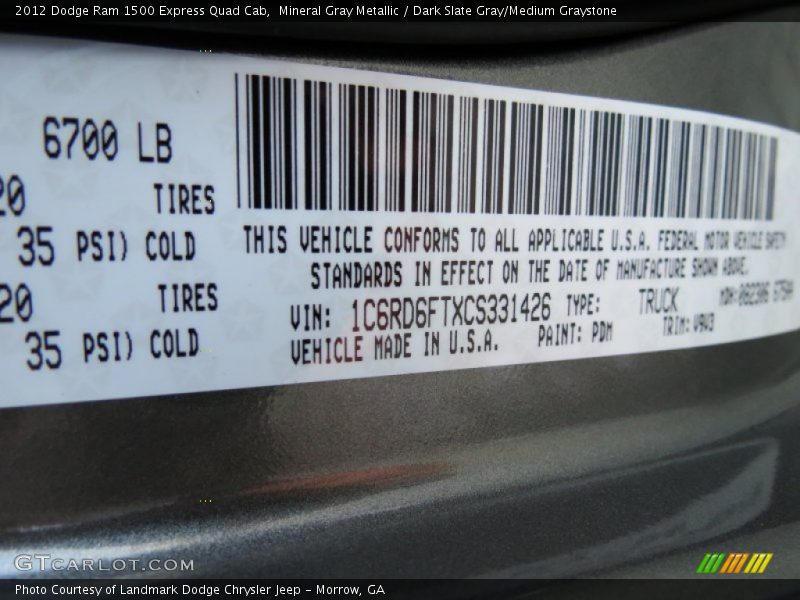 2012 Dodge Ram 1500 Express Quad Cab, Mineral Gray Metallic / Dark Slate Gray/Medium Graystone
6700 LB
20 TIRES
35 PSI) COLD
20 TIRES
35 PSI) COLD
THIS VEHICLE CONFORMS TO ALL APPLICABLE U.S.A. FEDERAL MOTOR VEHICLE SAFETY
STANDARDS IN EFFECT ON THE DATE OF MANUFACTURE SHOWN ABOVE.
VIN: 1C6RD6FTXCS331426 TYPE: TRUCK MDH:
VEHICLE MADE IN U.S.A. PAINT: PDM TRIM: V9V3
GTCARLOT.COM
Photo Courtesy of Landmark Dodge Chrysler Jeep - Morrow, GA